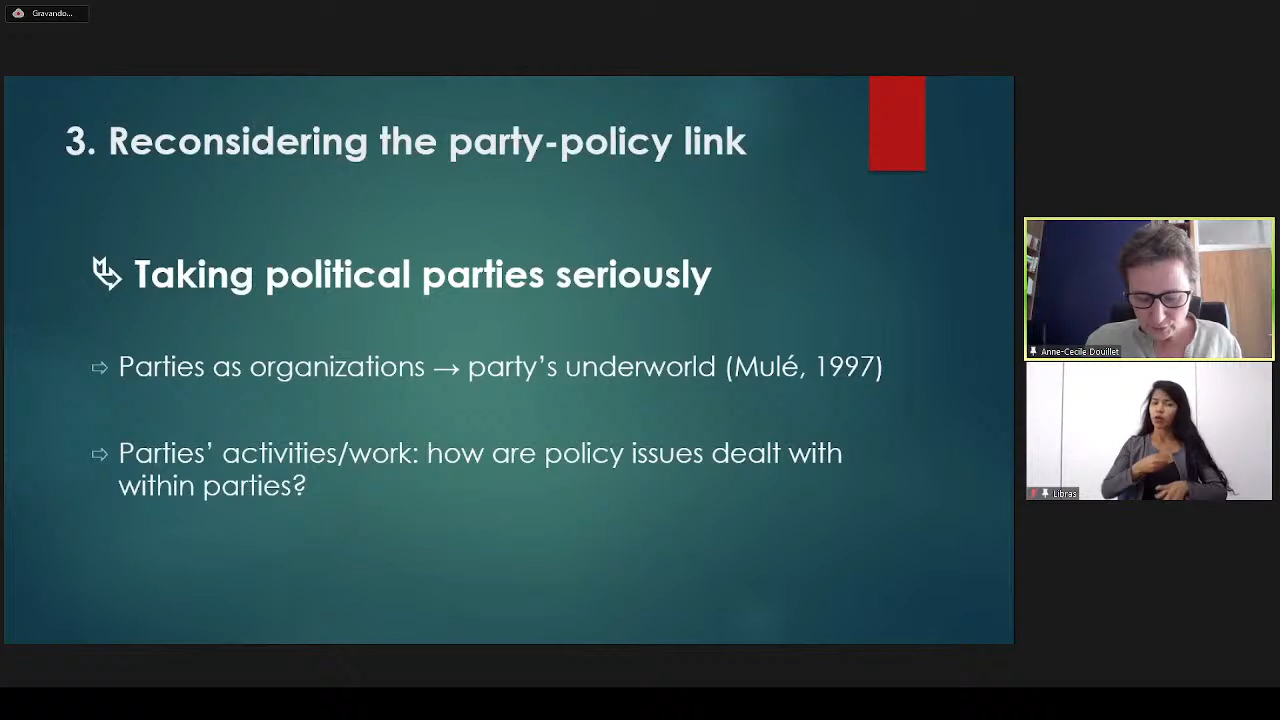 Gravando...
3. Reconsidering the party-policy link
Taking political parties seriously
⇨ Parties as organizations → party's underworld (Mulé, 1997)
⇨ Parties' activities/work: how are policy issues dealt with
within parties?
Anne-Cecile Douillet
Libras